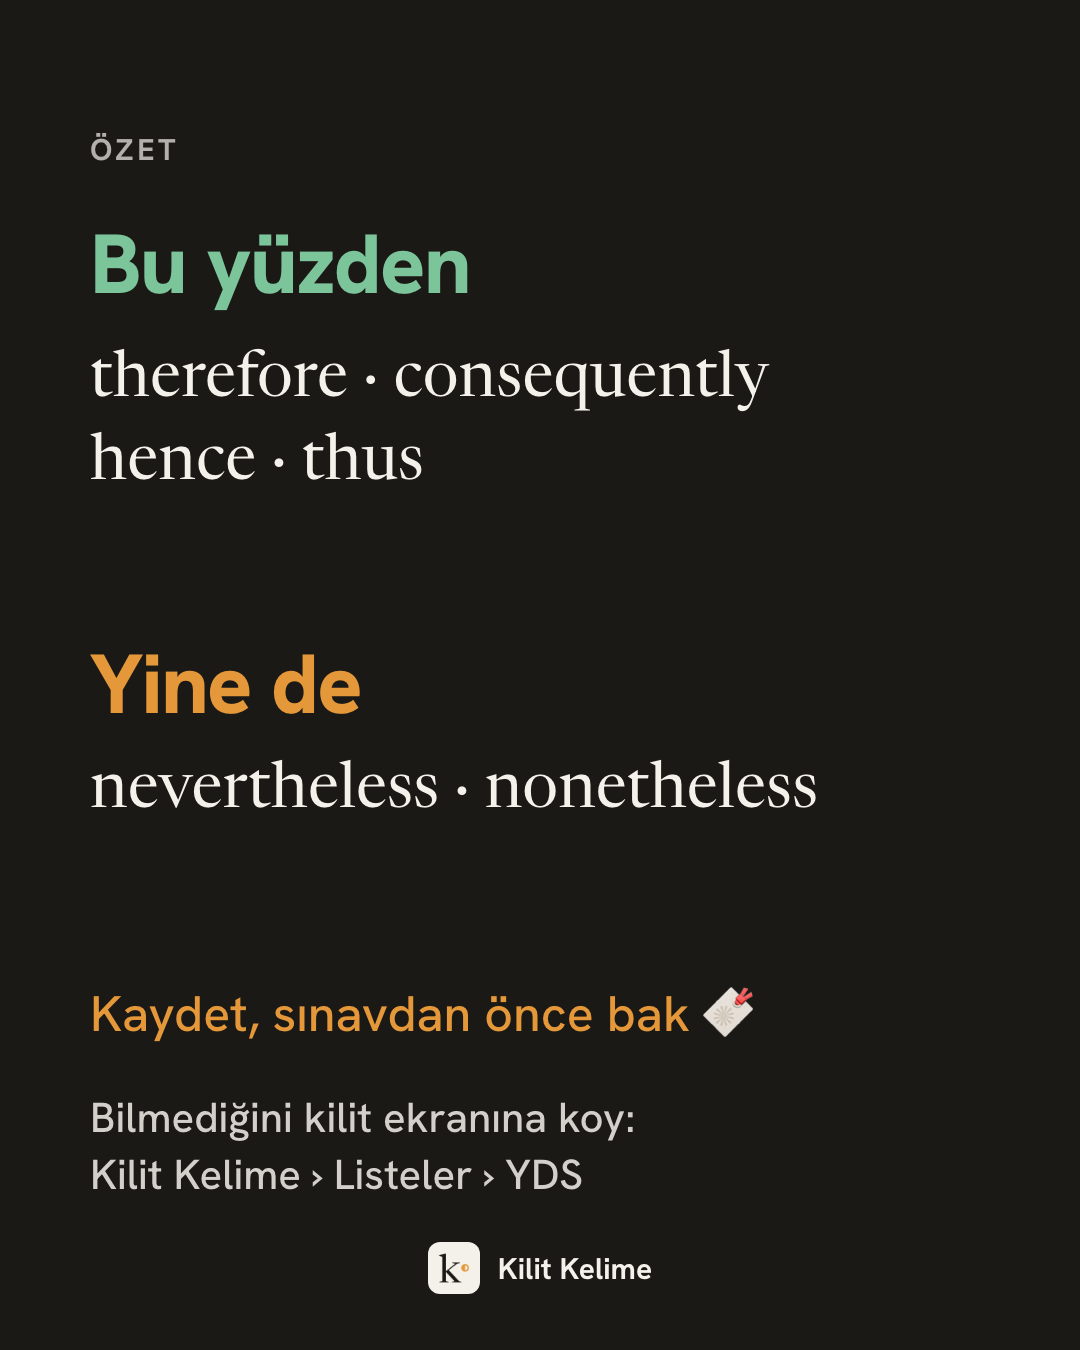 ÖZET
Bu yüzden
therefore · consequently
hence · thus
Yine de
nevertheless · nonetheless
Kaydet, sınavdan önce bak
Bilmediğini kilit ekranına koy:
Kilit Kelime › Listeler › YDS
k
Kilit Kelime